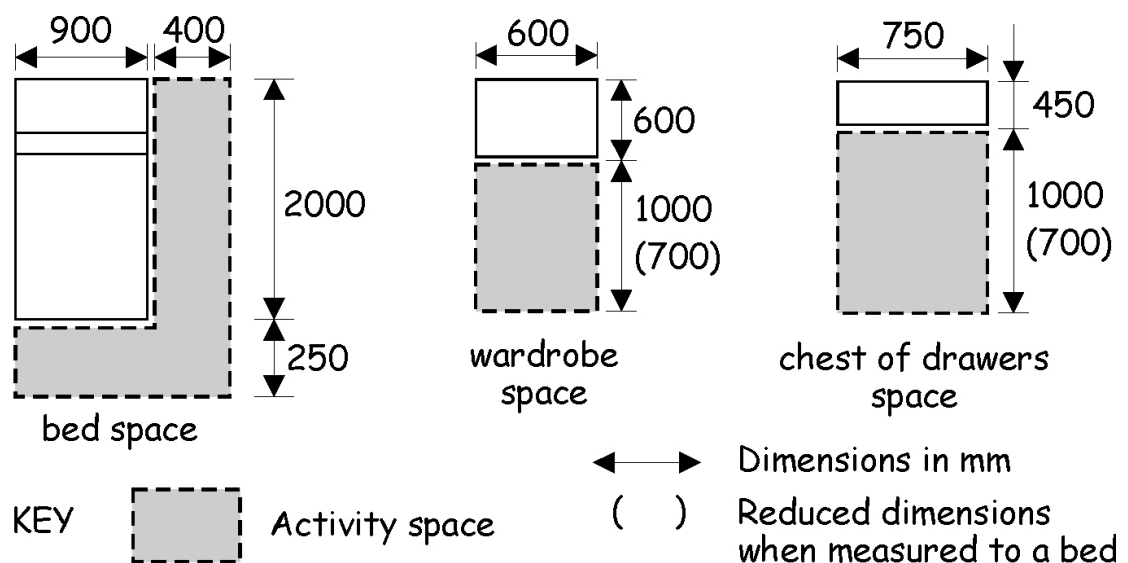 900
400
600
750
2000
250
600
1000
(700)
450
1000
(700)
bed space
wardrobe
space
chest of drawers
space
KEY
Activity space
Dimensions in mm
( )
Reduced dimensions
when measured to a bed